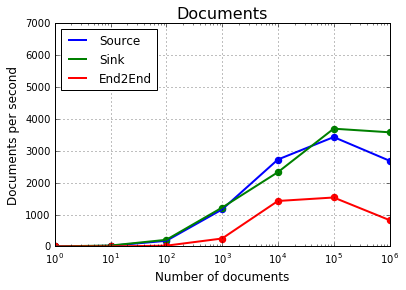 Documents
7000
6000
5000
4000
3000
2000
1000
0
Documents per second
Source
Sink
End2End
10^0 10^1 10^2 10^3 10^4 10^5 10^6
Number of documents